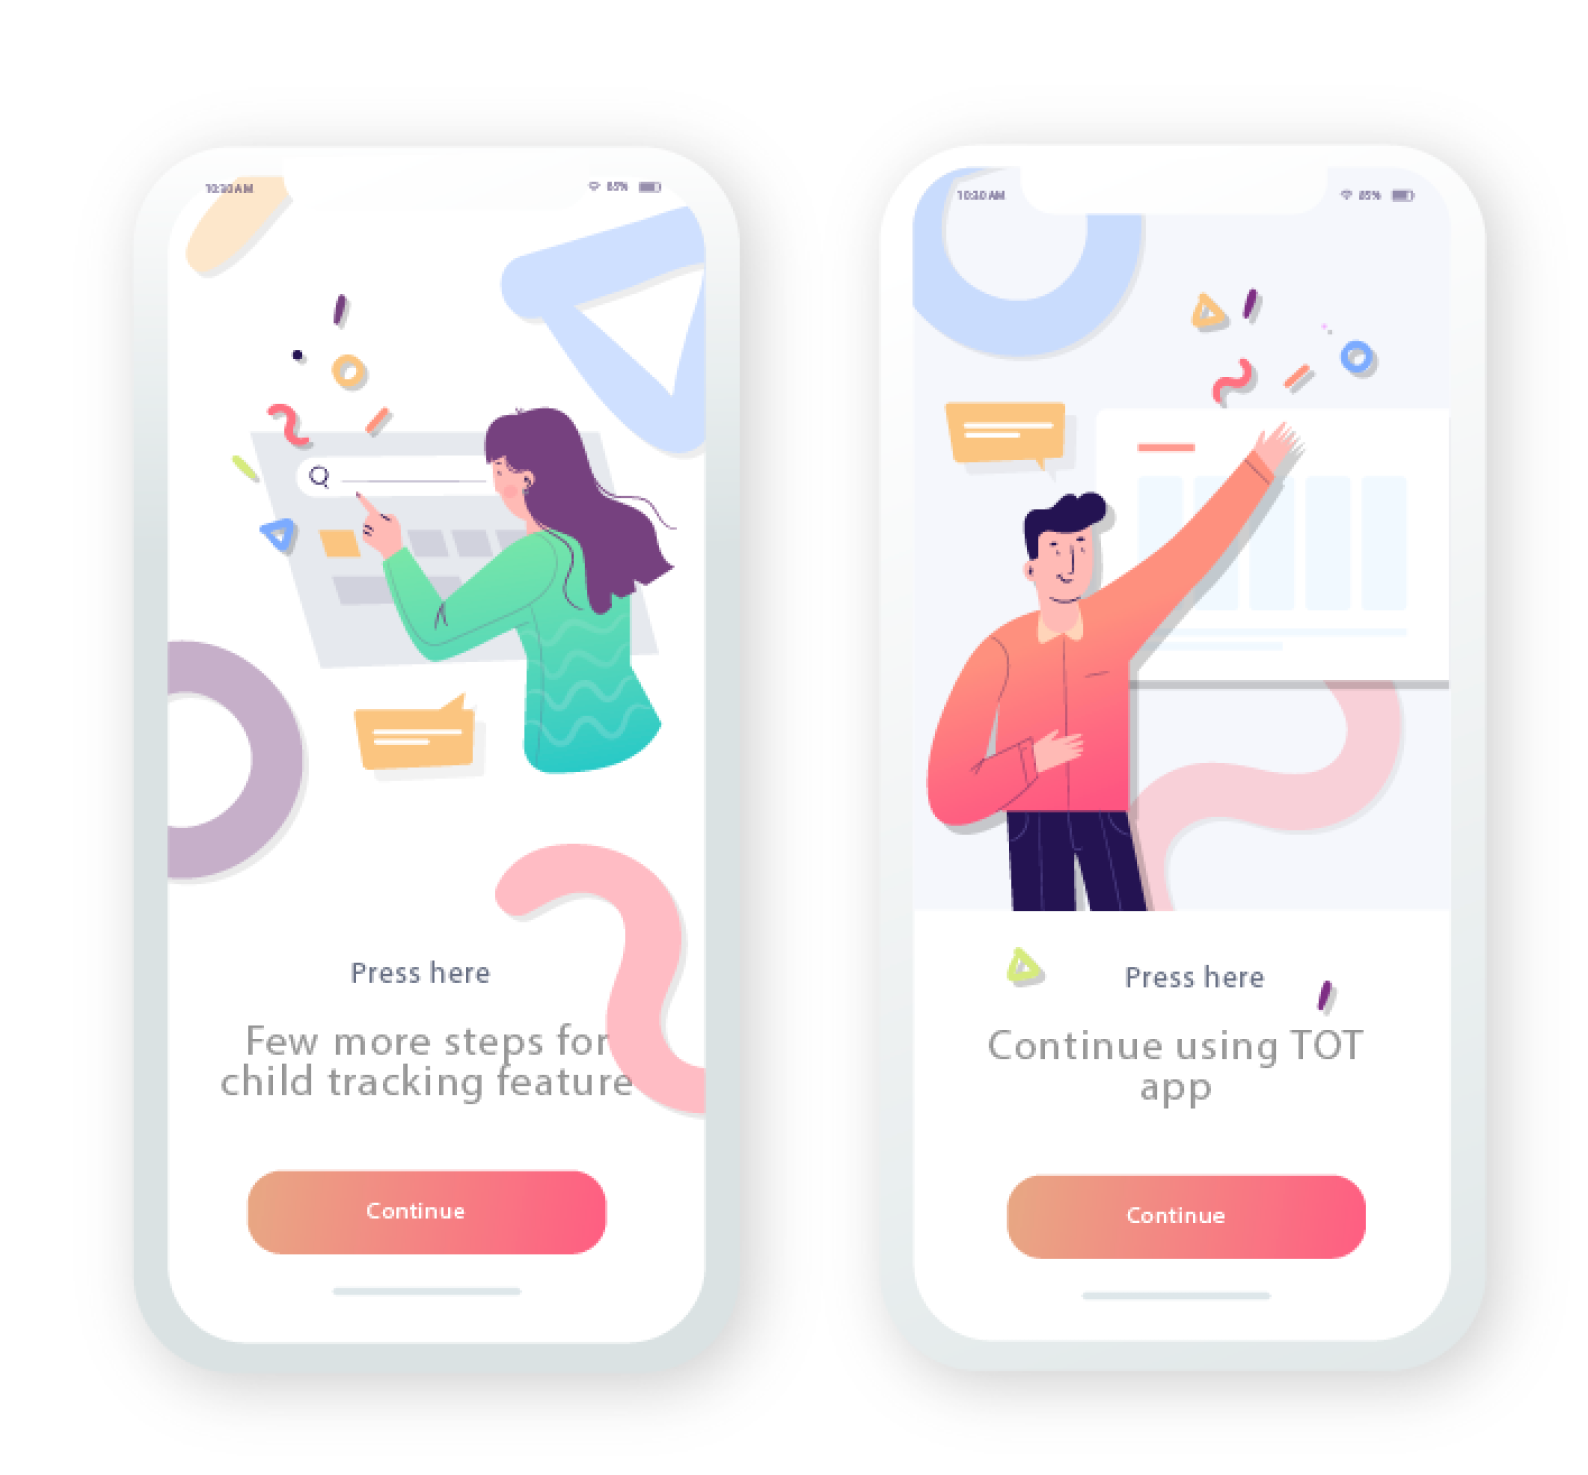 10:30 AM
85%
Press here
Few more steps for
child tracking feature
Continue
10:30 AM
85%
Press here
Continue using TOT
app
Continue